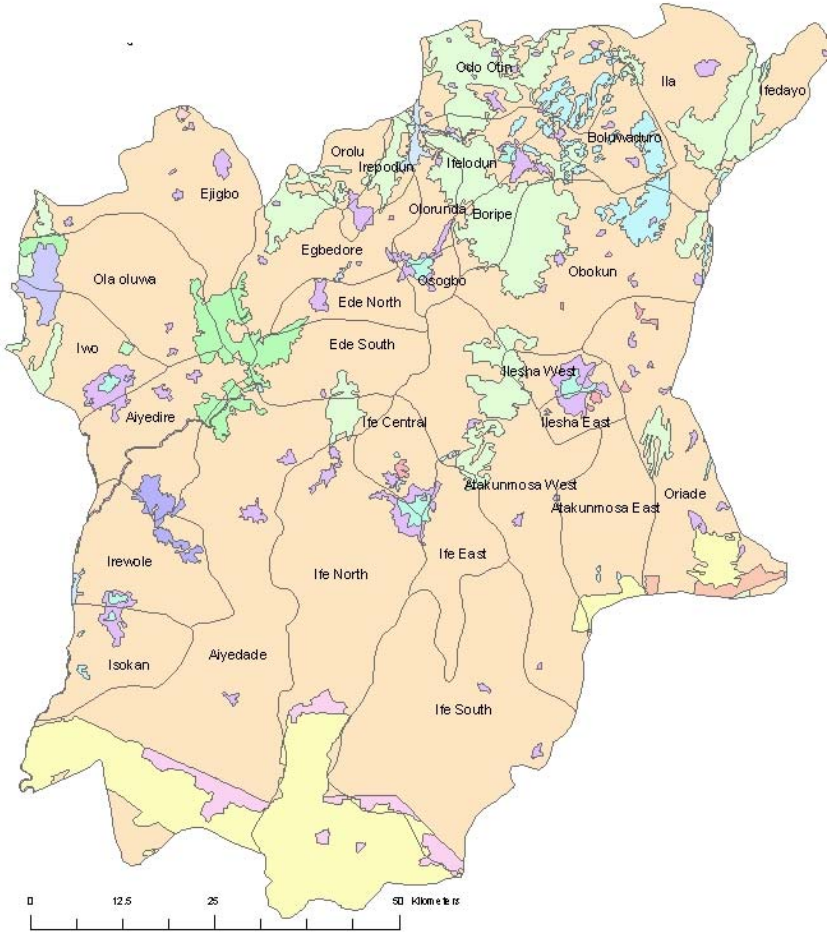 Odo Otin
Ila
Ifedayo
Boluwaduro
Orolu
Irepodun
Ifelodun
Ejigbo
Olorunda
Boripe
Egbedore
Osogbo
Obokun
Ola oluwa
Ede North
Iwo
Ede South
Ilesha West
Aiyedire
Ife Central
Ilesha East
Atakunmosa West
Oriade
Atakunmosa East
Irewole
Ife North
Ife East
Isokan
Aiyedade
Ife South
0 12.5 25 50 Kilometers